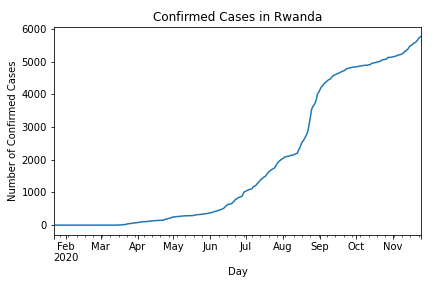 Confirmed Cases in Rwanda
Number of Confirmed Cases
6000
5000
4000
3000
2000
1000
0
Feb Mar Apr May Jun Jul Aug Sep Oct Nov
2020
Day